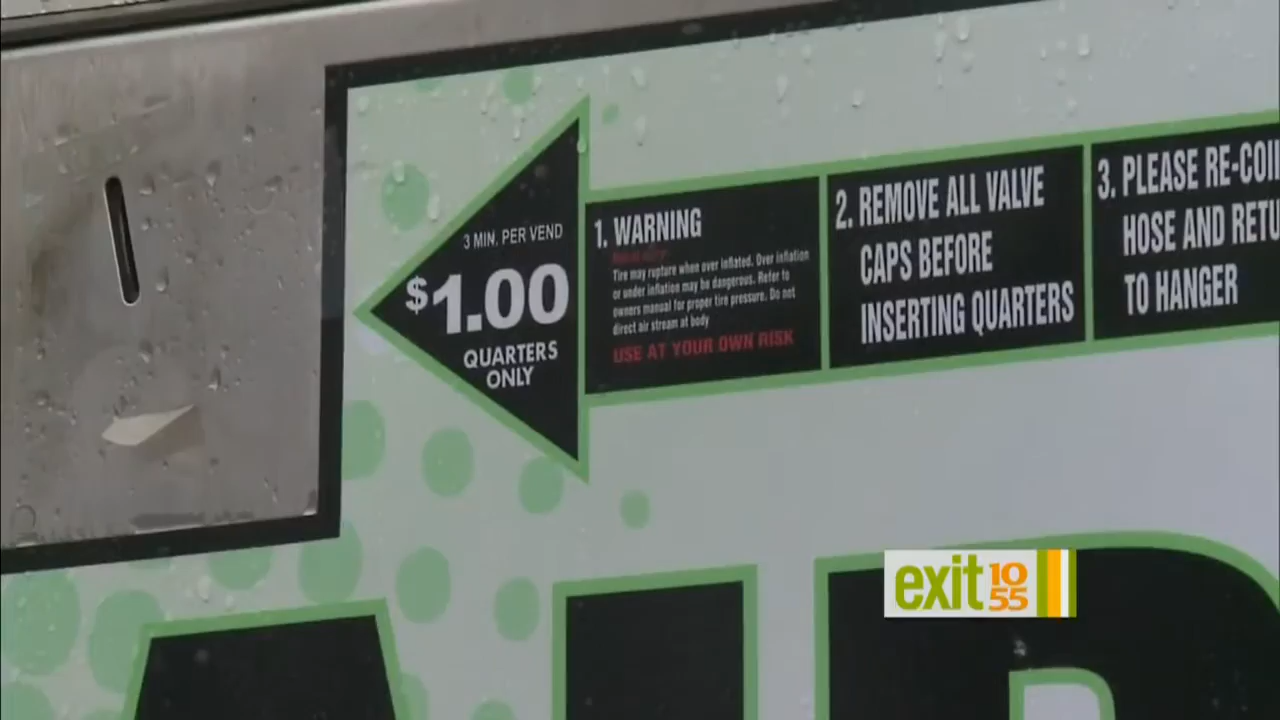 3 MIN. PER VEND
$1.00
QUARTERS
ONLY
1. WARNING
Tire may rupture when over inflated. Over inflation
or under inflation may be dangerous. Refer to
owners manual for proper tire pressure. Do not
direct air stream at body
USE AT YOUR OWN RISK
2. REMOVE ALL VALVE
CAPS BEFORE
INSERTING QUARTERS
3. PLEASE RE-COI
HOSE AND RETU
TO HANGER
AIR
exit 10
55